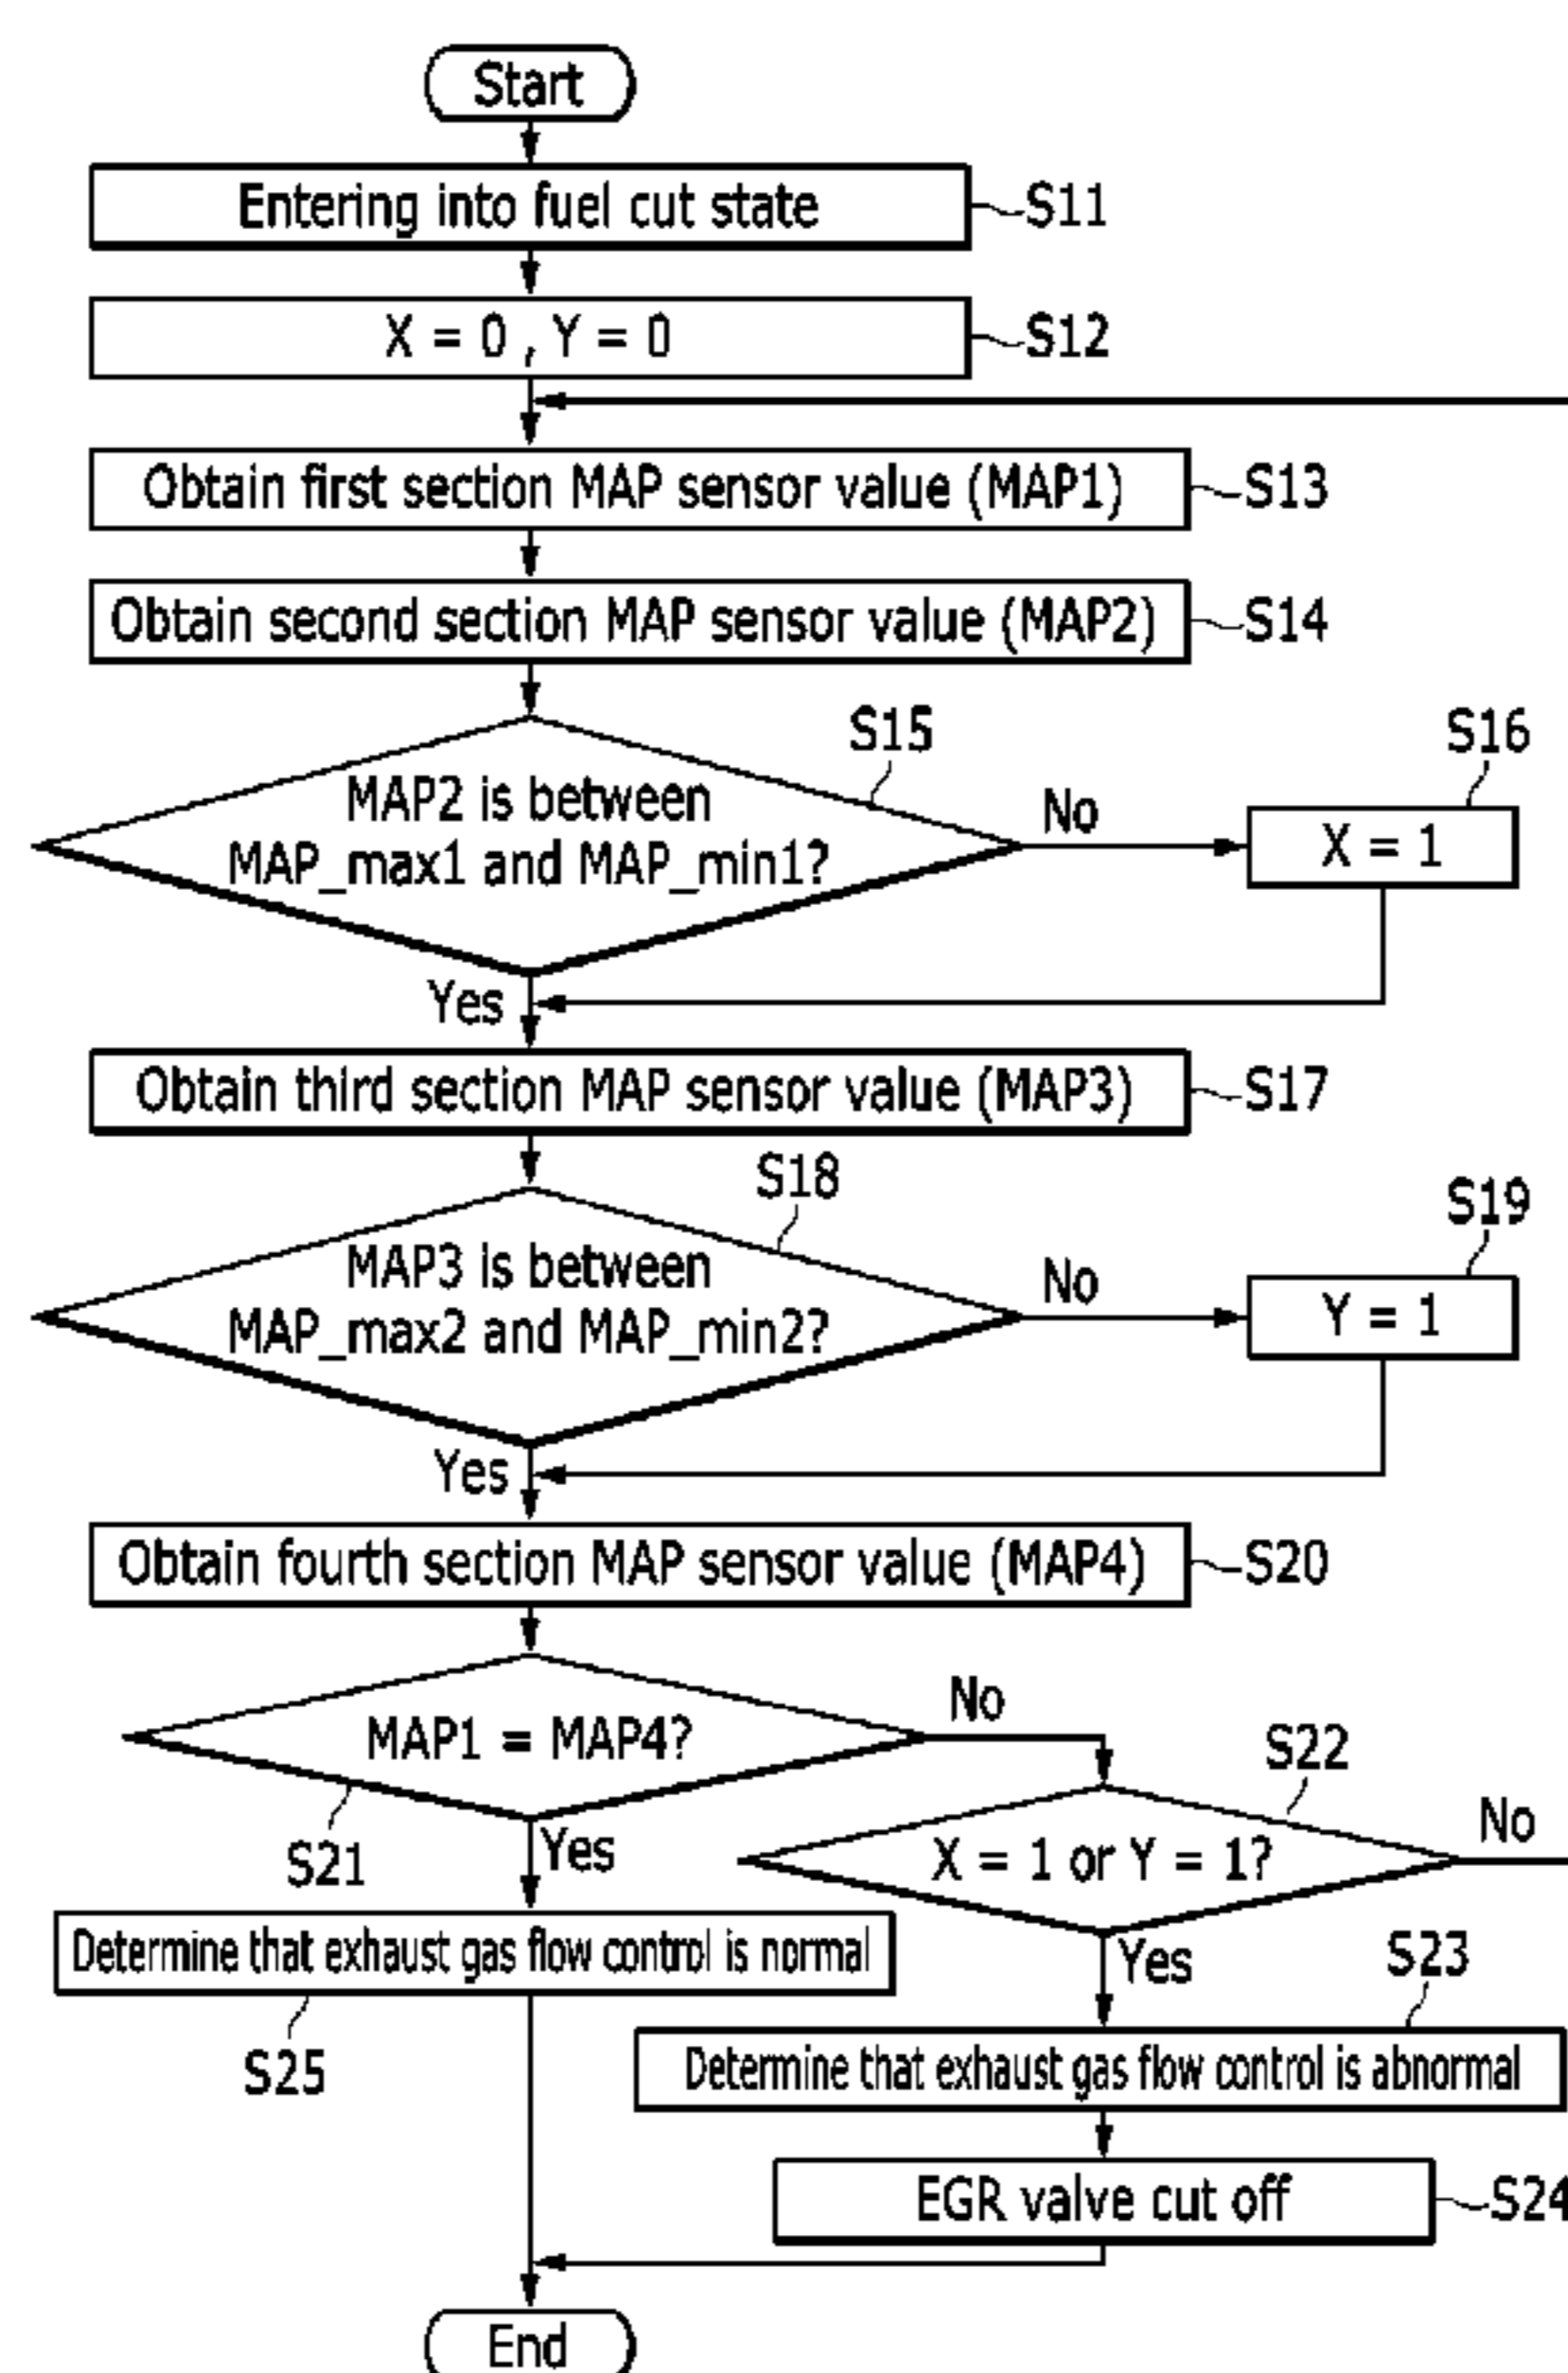 Start
Entering into fuel cut state
S11
X = 0 , Y = 0
S12
Obtain first section MAP sensor value (MAP1)
S13
Obtain second section MAP sensor value (MAP2)
S14
S15
MAP2 is between
MAP_max1 and MAP_min1?
No
S16
X = 1
Yes
Obtain third section MAP sensor value (MAP3)
S17
S18
MAP3 is between
MAP_max2 and MAP_min2?
No
S19
Y = 1
Yes
Obtain fourth section MAP sensor value (MAP4)
S20
MAP1 = MAP4?
No
S21
Yes
S22
X = 1 or Y = 1?
No
Yes
Determine that exhaust gas flow control is normal
S25
S23
Determine that exhaust gas flow control is abnormal
EGR valve cut off
S24
End